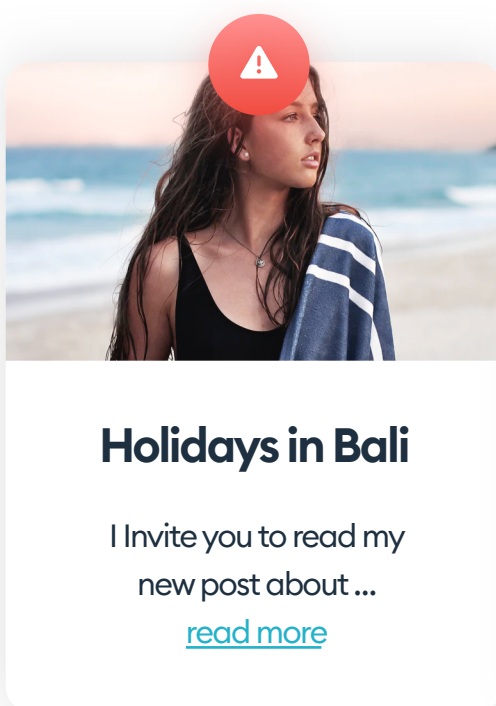 Holidays in Bali
I Invite you to read my
new post about ...
read more